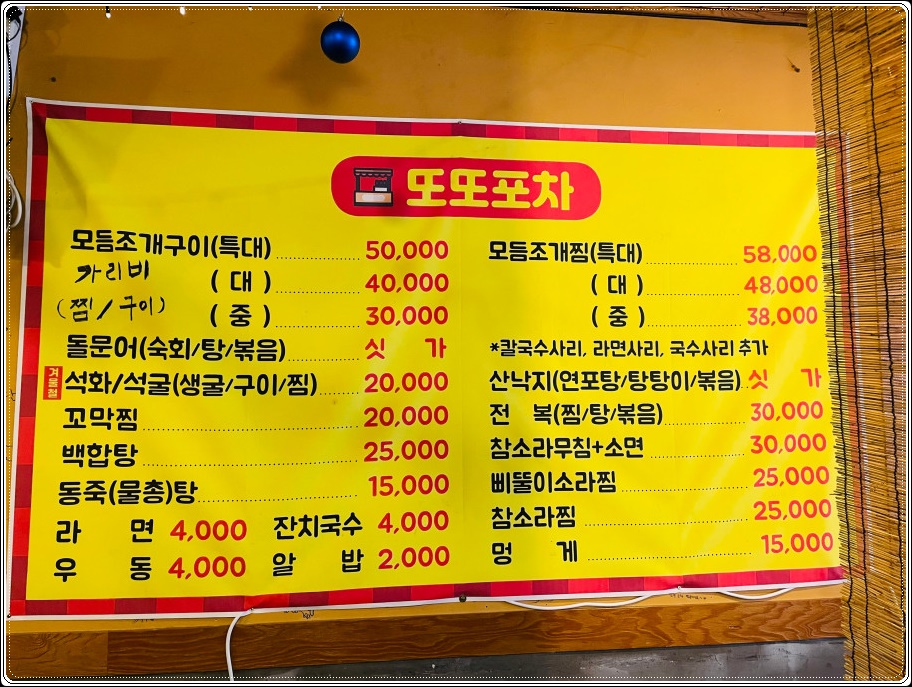 또또포차
모듬조개구이(특대) 50,000
가리비 (대) 40,000
(찜/구이) (중) 30,000
돌문어(숙회/탕/볶음) 싯 가
겨울철 석화/석굴(생굴/구이/찜) 20,000
꼬막찜 20,000
백합탕 25,000
동죽(물총)탕 15,000
라 면 4,000 잔치국수 4,000
우 동 4,000 알 밥 2,000
모듬조개찜(특대) 58,000
(대) 48,000
(중) 38,000
*칼국수사리, 라면사리, 국수사리 추가
산낙지(연포탕/탕탕이/볶음) 싯 가
전 복(찜/탕/볶음) 30,000
참소라무침+소면 30,000
삐뚤이소라찜 25,000
참소라찜 25,000
멍 게 15,000